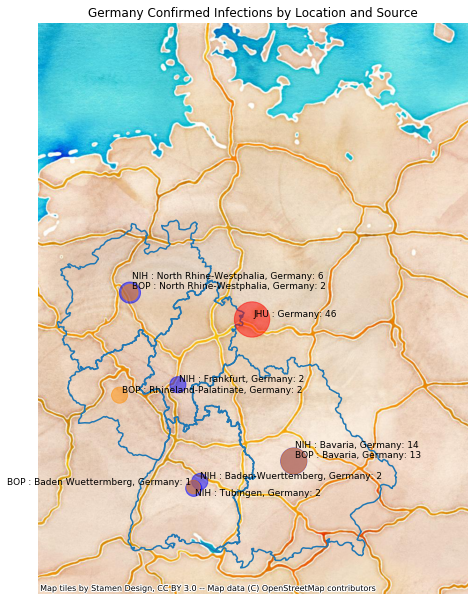 Germany Confirmed Infections by Location and Source
NIH : North Rhine-Westphalia, Germany: 6
BOP : North Rhine-Westphalia, Germany: 2
JHU : Germany: 46
NIH : Frankfurt, Germany: 2
BOP : Rhineland-Palatinate, Germany: 2
NIH : Bavaria, Germany: 14
BOP : Bavaria, Germany: 13
NIH : Baden-Wuerttemberg, Germany: 2
BOP : Baden Wuettermberg, Germany: 1
NIH : Tubingen, Germany: 2
Map tiles by Stamen Design, CC BY 3.0 -- Map data (C) OpenStreetMap contributors